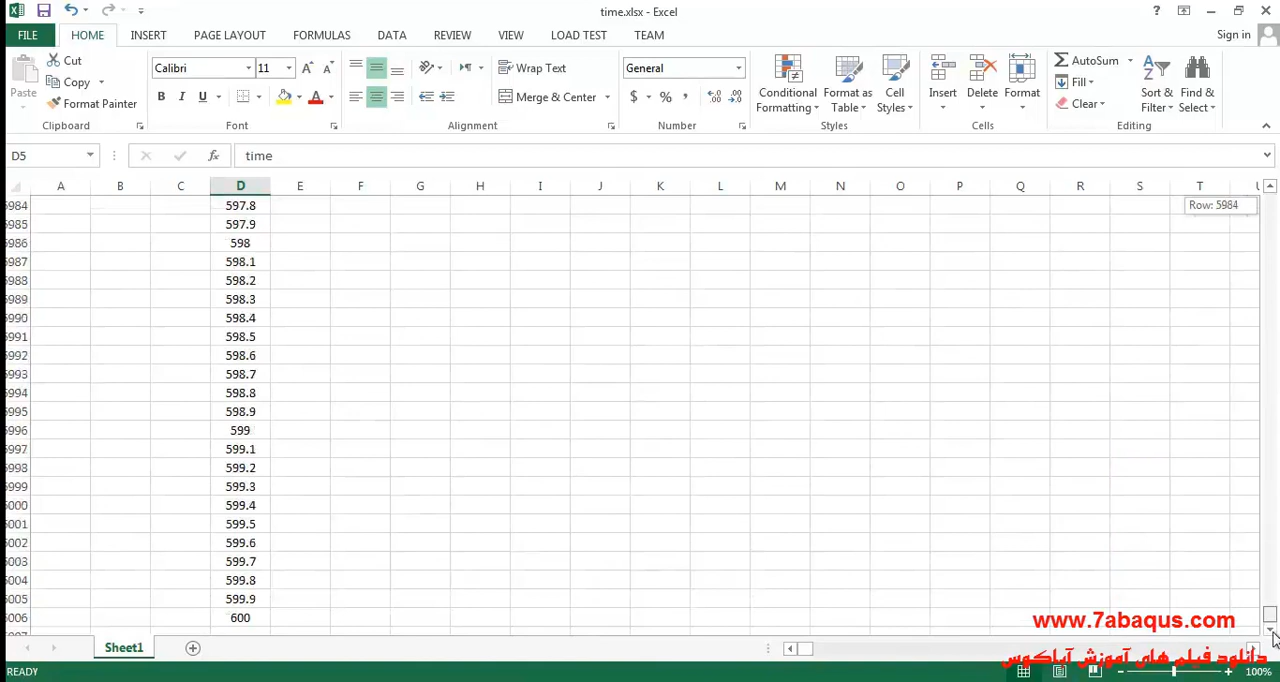 time.xlsx - Excel
? 
FILE HOME INSERT PAGE LAYOUT FORMULAS DATA REVIEW VIEW LOAD TEST TEAM Sign in
Paste Cut Copy Format Painter
Clipboard
Calibri 11
B I U A
Font
Wrap Text
Merge & Center
Alignment
General
$ % ,
Number
Conditional Formatting
Format as Table
Cell Styles
Styles
Insert Delete Format
Cells
AutoSum
Fill
Clear
Sort & Filter
Find & Select
Editing
D5 fx time
A B C D E F G H I J K L M N O P Q R S T
5984 597.8 Row: 5984
5985 597.9
5986 598
5987 598.1
5988 598.2
5989 598.3
5990 598.4
5991 598.5
5992 598.6
5993 598.7
5994 598.8
5995 598.9
5996 599
5997 599.1
5998 599.2
5999 599.3
6000 599.4
6001 599.5
6002 599.6
6003 599.7
6004 599.8
6005 599.9
6006 600
www.7abaqus.com
Sheet1
دانلود فیلم های آموزش آباکوس
READY 100%